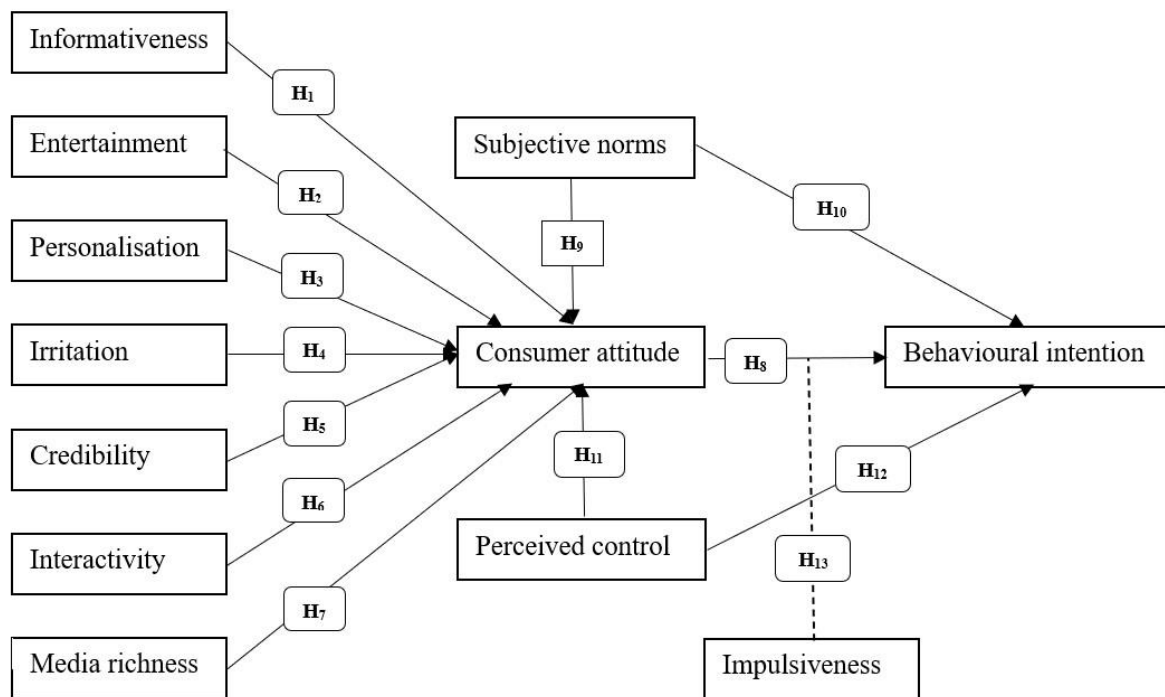 Informativeness
H₁
Entertainment
Subjective norms
H₂
H₁₀
Personalisation
H₉
H₃
Irritation
H₄
Consumer attitude
H₈
Behavioural intention
H₅
Credibility
H₁₁
H₁₂
H₆
Interactivity
Perceived control
H₁₃
H₇
Media richness
Impulsiveness